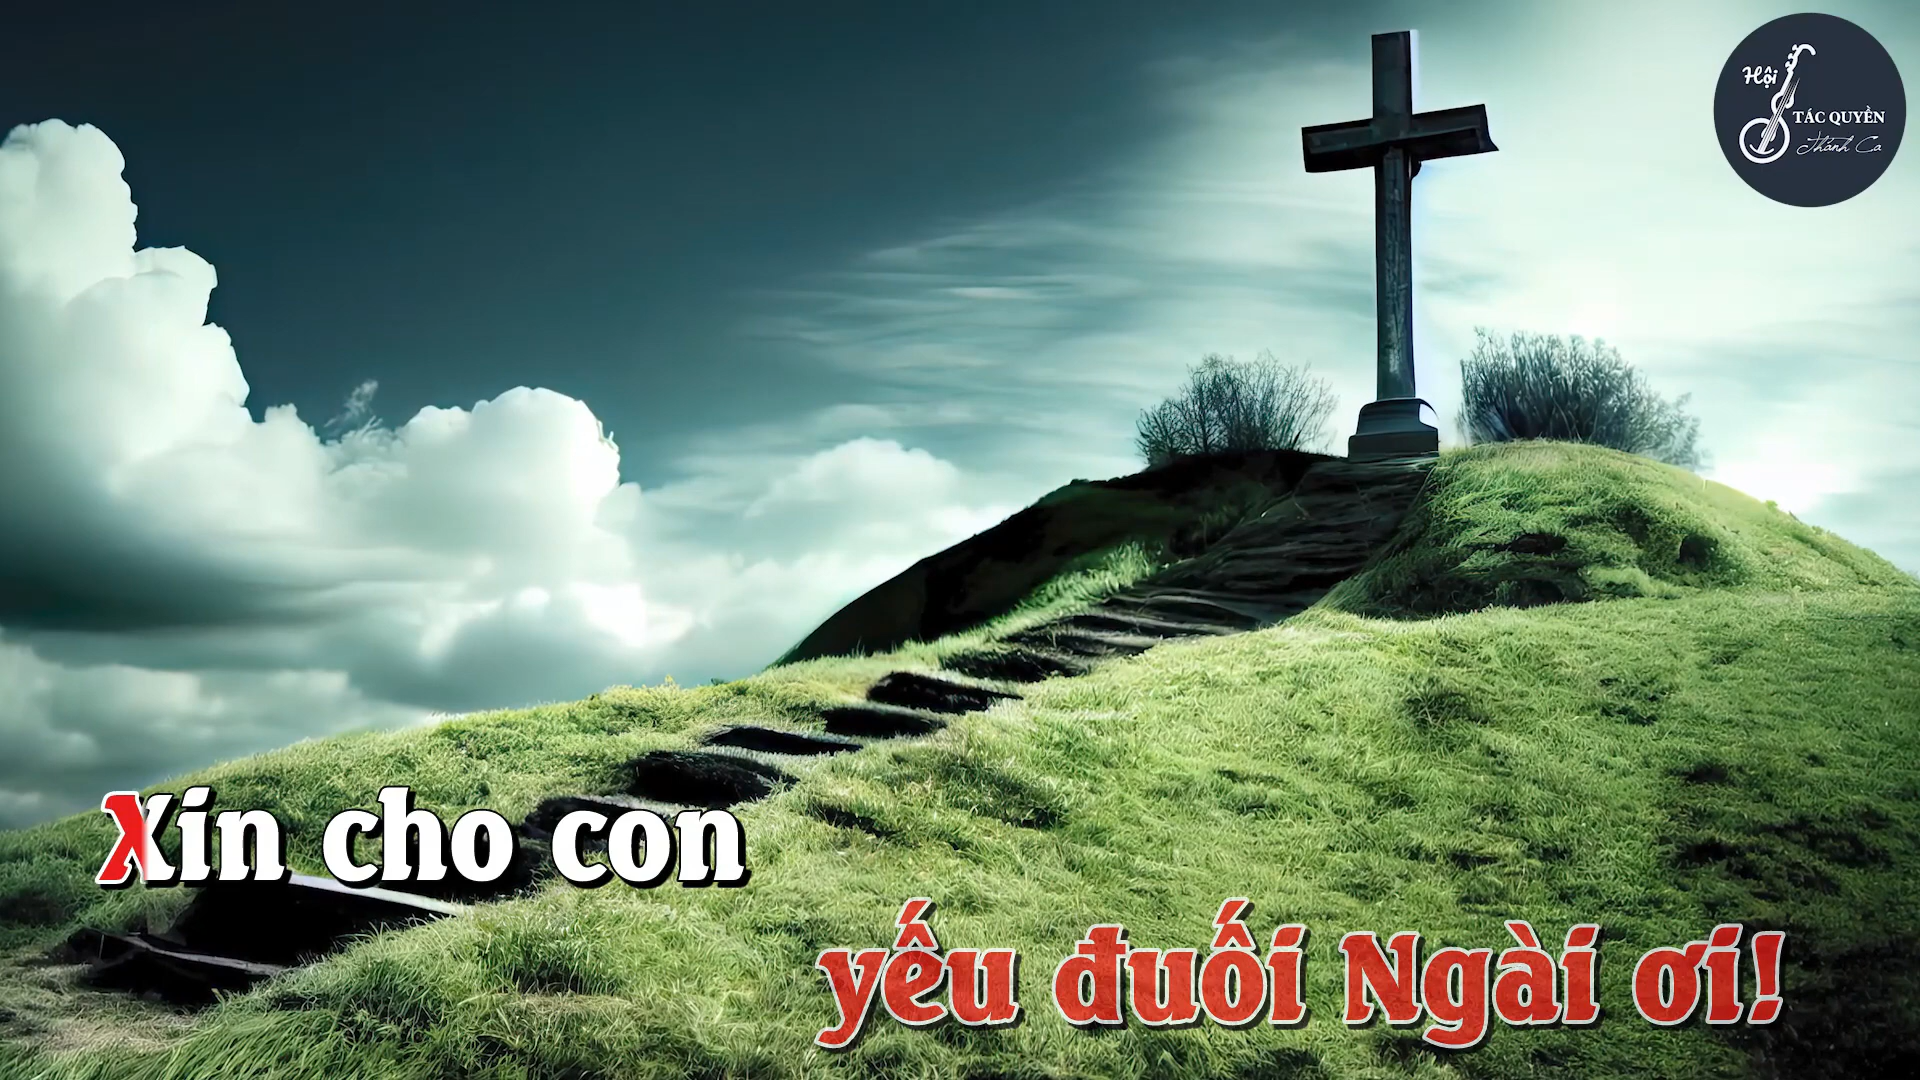 Hội
TÁC QUYỀN
Thánh Ca
Xin cho con
yếu đuối Ngài ơi!